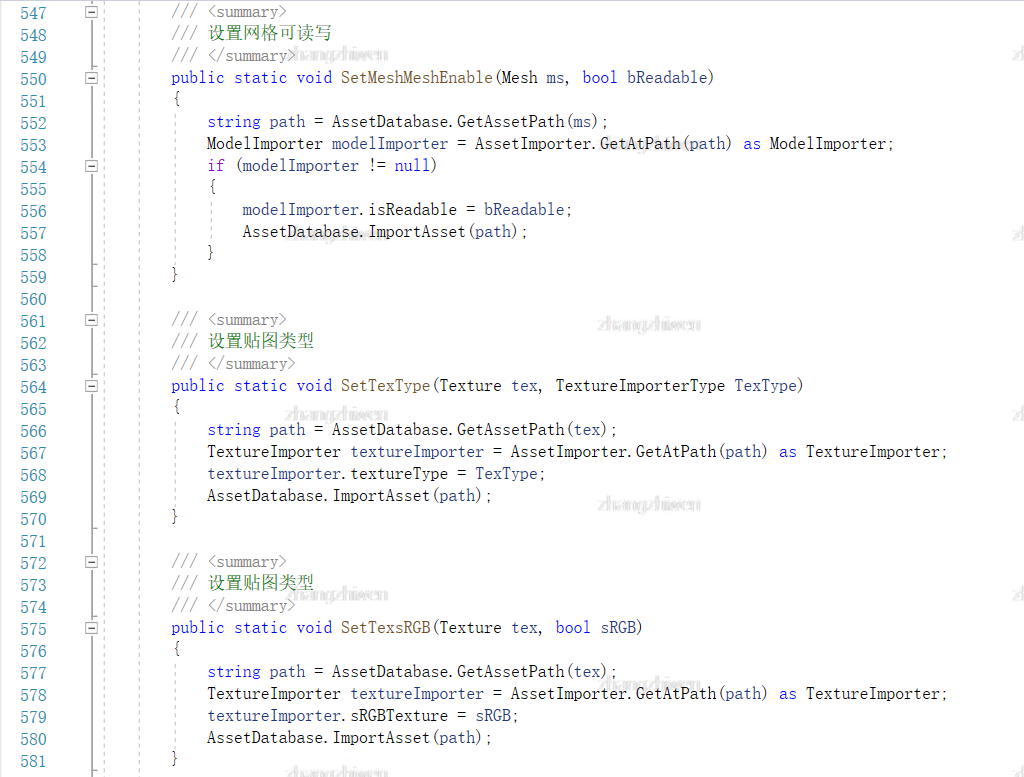 547 /// <summary>
548 /// 设置网格可读写
549 /// </summary>
550 public static void SetMeshMeshEnable(Mesh ms, bool bReadable)
551 {
552 string path = AssetDatabase.GetAssetPath(ms);
553 ModelImporter modelImporter = AssetImporter.GetAtPath(path) as ModelImporter;
554 if (modelImporter != null)
555 {
556 modelImporter.isReadable = bReadable;
557 AssetDatabase.ImportAsset(path);
558 }
559 }
560
561 /// <summary>
562 /// 设置贴图类型
563 /// </summary>
564 public static void SetTexType(Texture tex, TextureImporterType TexType)
565 {
566 string path = AssetDatabase.GetAssetPath(tex);
567 TextureImporter textureImporter = AssetImporter.GetAtPath(path) as TextureImporter;
568 textureImporter.textureType = TexType;
569 AssetDatabase.ImportAsset(path);
570 }
571
572 /// <summary>
573 /// 设置贴图类型
574 /// </summary>
575 public static void SetTexsRGB(Texture tex, bool sRGB)
576 {
577 string path = AssetDatabase.GetAssetPath(tex);
578 TextureImporter textureImporter = AssetImporter.GetAtPath(path) as TextureImporter;
579 textureImporter.sRGBTexture = sRGB;
580 AssetDatabase.ImportAsset(path);
581 }
zhangzhiwen